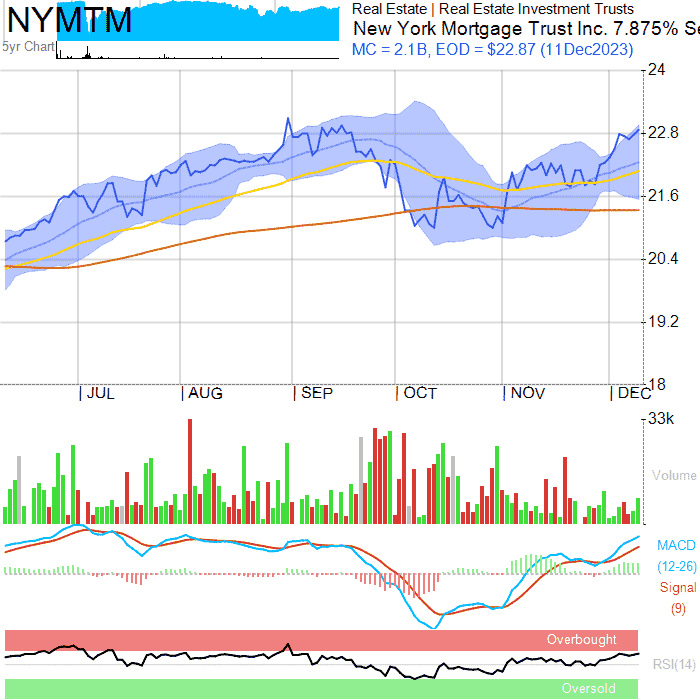 NYMTM
5yr Chart
Real Estate | Real Estate Investment Trusts
New York Mortgage Trust Inc. 7.875% Se
MC = 2.1B, EOD = $22.87 (11Dec2023)
24
22.8
21.6
20.4
19.2
18
| JUL | AUG | SEP | OCT | NOV | DEC
33k
Volume
MACD
(12-26)
Signal
(9)
Overbought
RSI(14)
Oversold